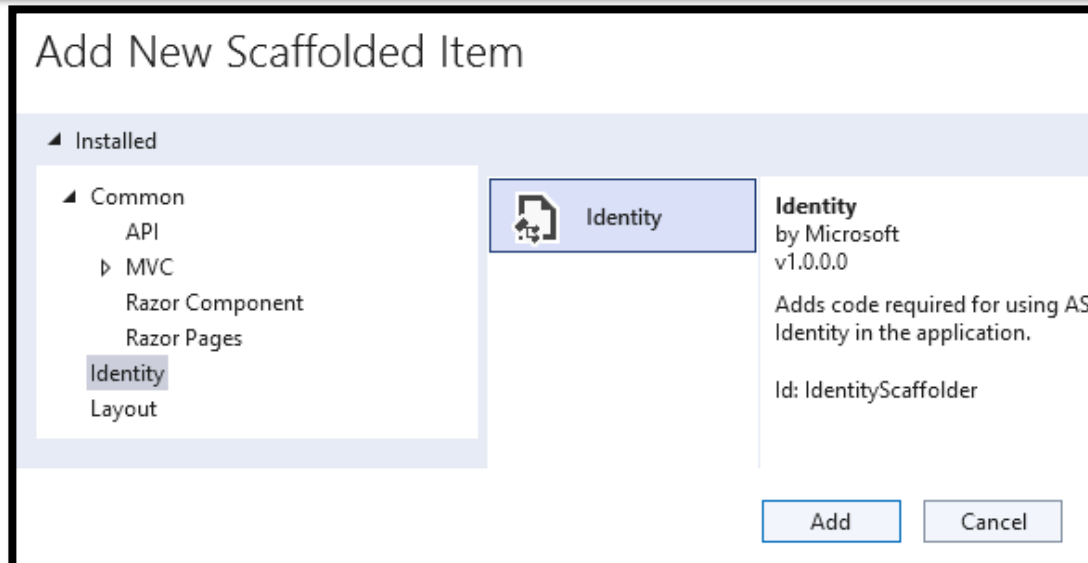 Add New Scaffolded Item
Installed
Common
API
MVC
Razor Component
Razor Pages
Identity
Layout
Identity
Identity
by Microsoft
v1.0.0.0
Adds code required for using AS
Identity in the application.
Id: IdentityScaffolder
Add
Cancel